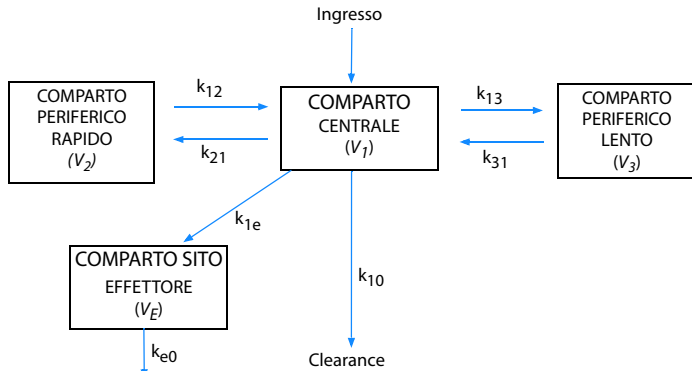 Ingresso
k12
COMPARTO
PERIFERICO
RAPIDO
(V2)
k21
COMPARTO
CENTRALE
(V1)
k13
k31
COMPARTO
PERIFERICO
LENTO
(V3)
k1e
COMPARTO SITO
EFFETTORE
(VE)
k10
ke0
Clearance